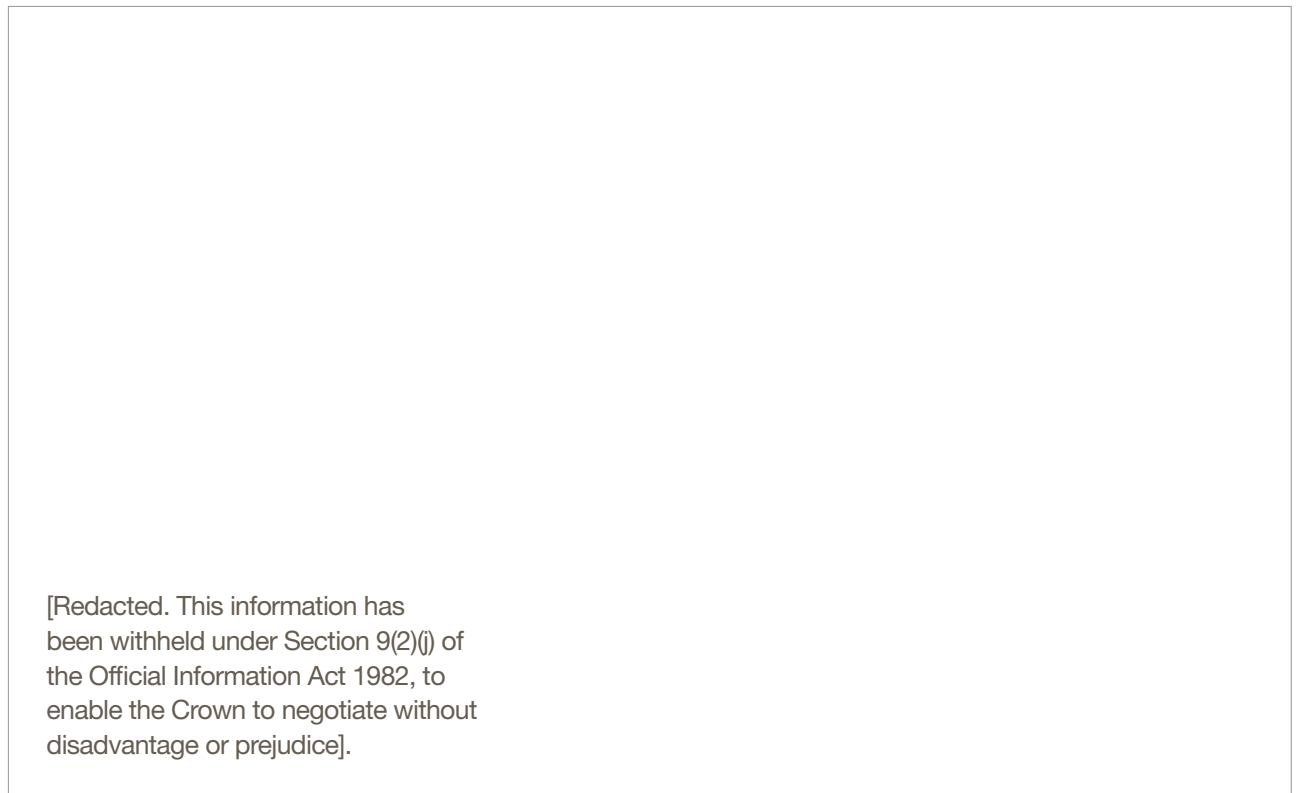 [Redacted. This information has
been withheld under Section 9(2)(j) of
the Official Information Act 1982, to
enable the Crown to negotiate without
disadvantage or prejudice].